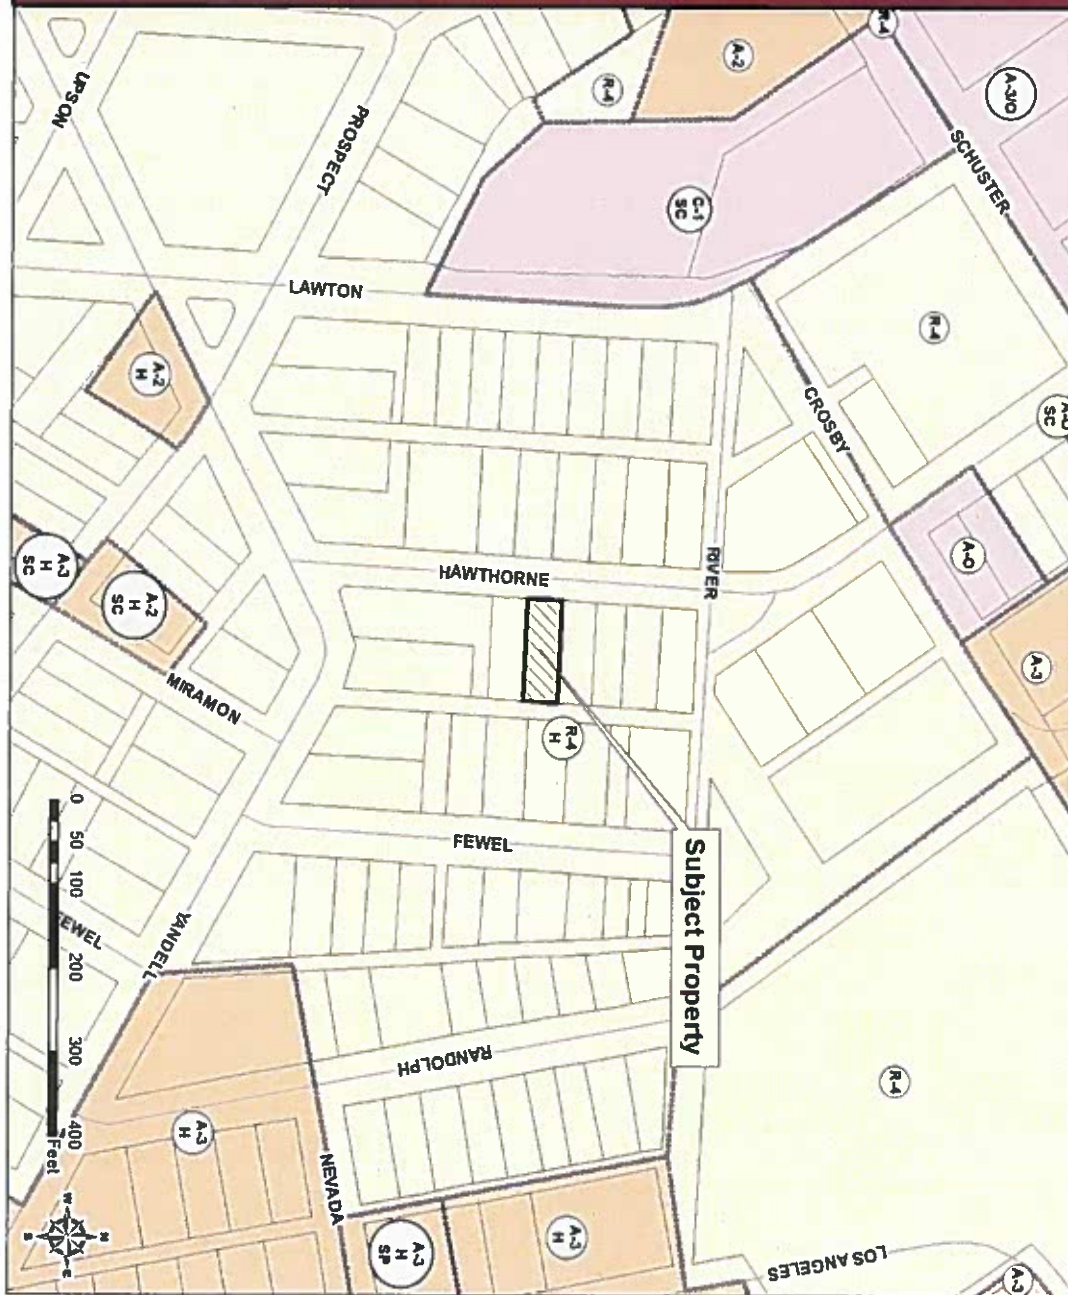 UPSON
PROSPECT
R-4
A-2
R-4
A-3/O
SCHUSTER
C-1
SC
LAWTON
A-2
H
R-4
CROSBY
SC
A-O
A-3
RIVER
HAWTHORNE
A-3
H
SC
A-2
H
SC
MIRAMON
R-4
H
Subject Property
FEWEL
FEWEL
YANDELL
RANDOLPH
R-4
A-3
H
NEVADA
A-3
H
SP
A-3
H
LOS ANGELES
A-3
0 50 100 200 300 400
Feet
N
W
E
S